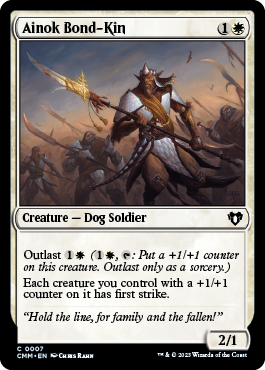 Ainok Bond-Kin 1
Creature — Dog Soldier
Outlast 1 (1, : Put a +1/+1 counter
on this creature. Outlast only as a sorcery.)
Each creature you control with a +1/+1
counter on it has first strike.
“Hold the line, for family and the fallen!”
2/1
C 0007
CMM • EN Chris Rahn
™ & © 2023 Wizards of the Coast